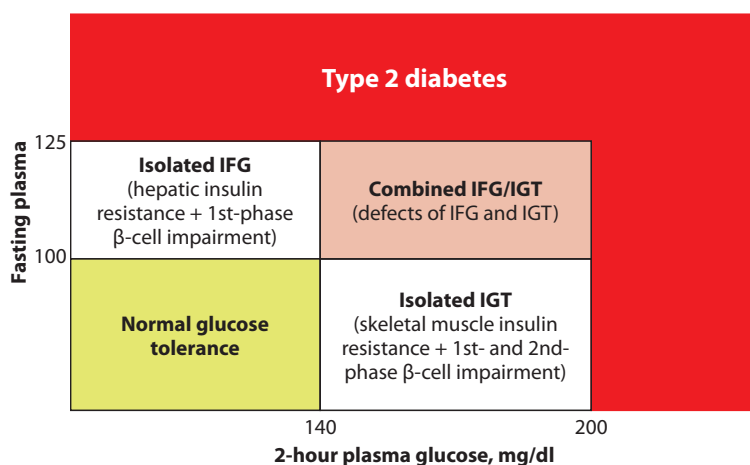 Type 2 diabetes
Fasting plasma
125
100
Isolated IFG
(hepatic insulin
resistance + 1st-phase
β-cell impairment)
Combined IFG/IGT
(defects of IFG and IGT)
Normal glucose
tolerance
Isolated IGT
(skeletal muscle insulin
resistance + 1st- and 2nd-
phase β-cell impairment)
140
200
2-hour plasma glucose, mg/dl